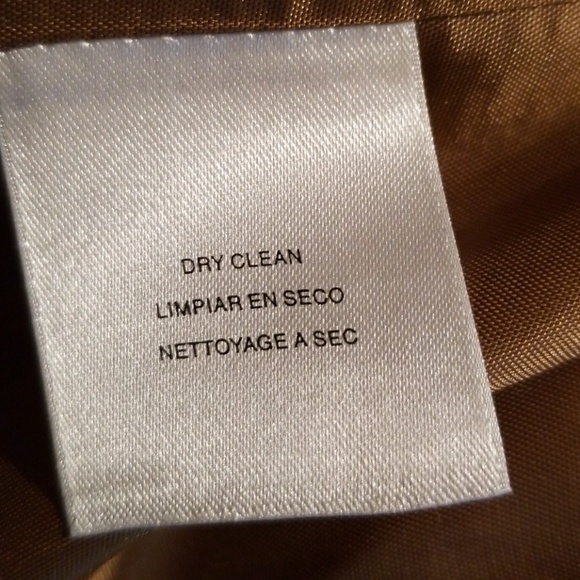 DRY CLEAN
LIMPIAR EN SECO
NETTOYAGE A SEC